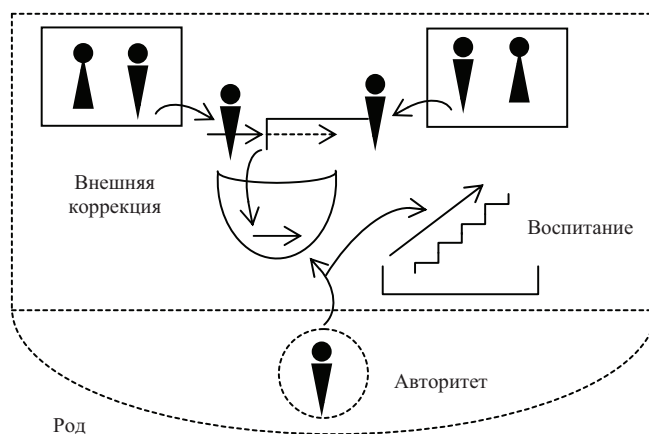 Внешняя
коррекция
Воспитание
Авторитет
Род